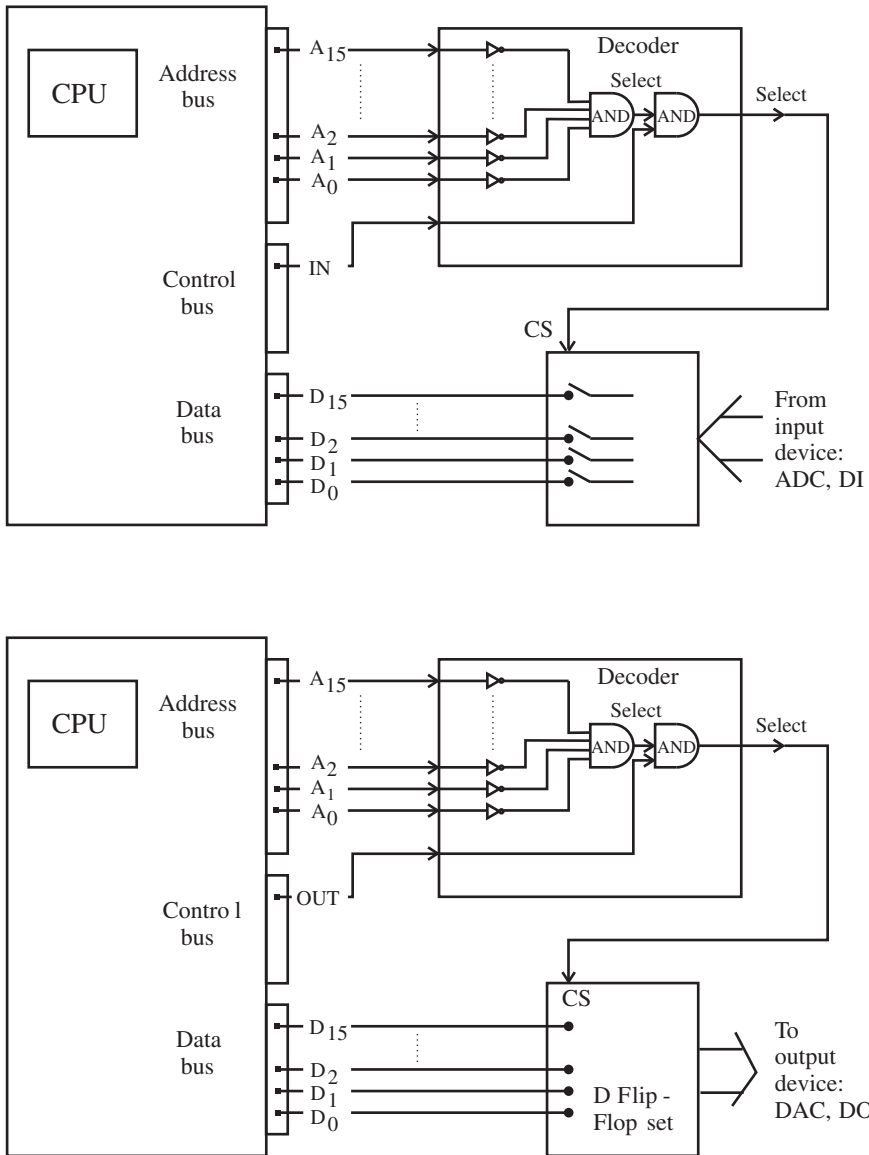 CPU
Address
bus
Control
bus
Data
bus
A15
A2
A1
A0
IN
D15
D2
D1
D0
Decoder
Select
AND
AND
Select
CS
From
input
device:
ADC, DI
CPU
Address
bus
Contro l
bus
Data
bus
A15
A2
A1
A0
OUT
D15
D2
D1
D0
Decoder
Select
AND
AND
Select
CS
D Flip -
Flop set
To
output
device:
DAC, DO